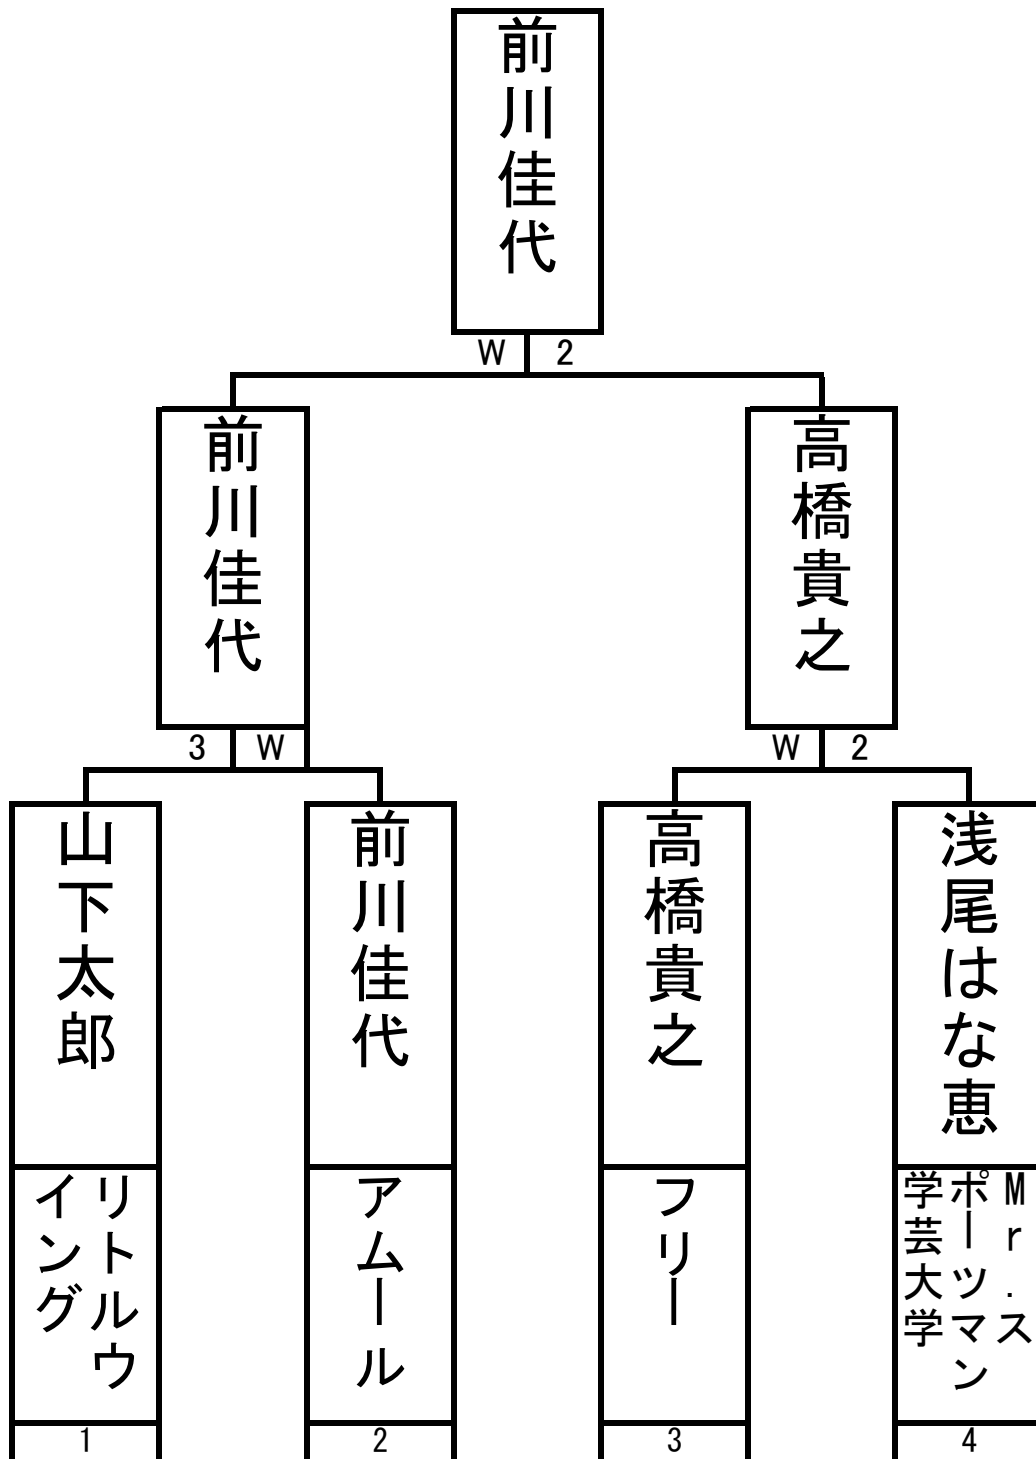 前川佳代
W 2
前川佳代
高橋貴之
3 W
W 2
山下太郎
前川佳代
高橋貴之
浅尾はな恵
リトルウ
イング
アムール
フリー
Mr.ス
ポーツマン
学芸大学
1
2
3
4